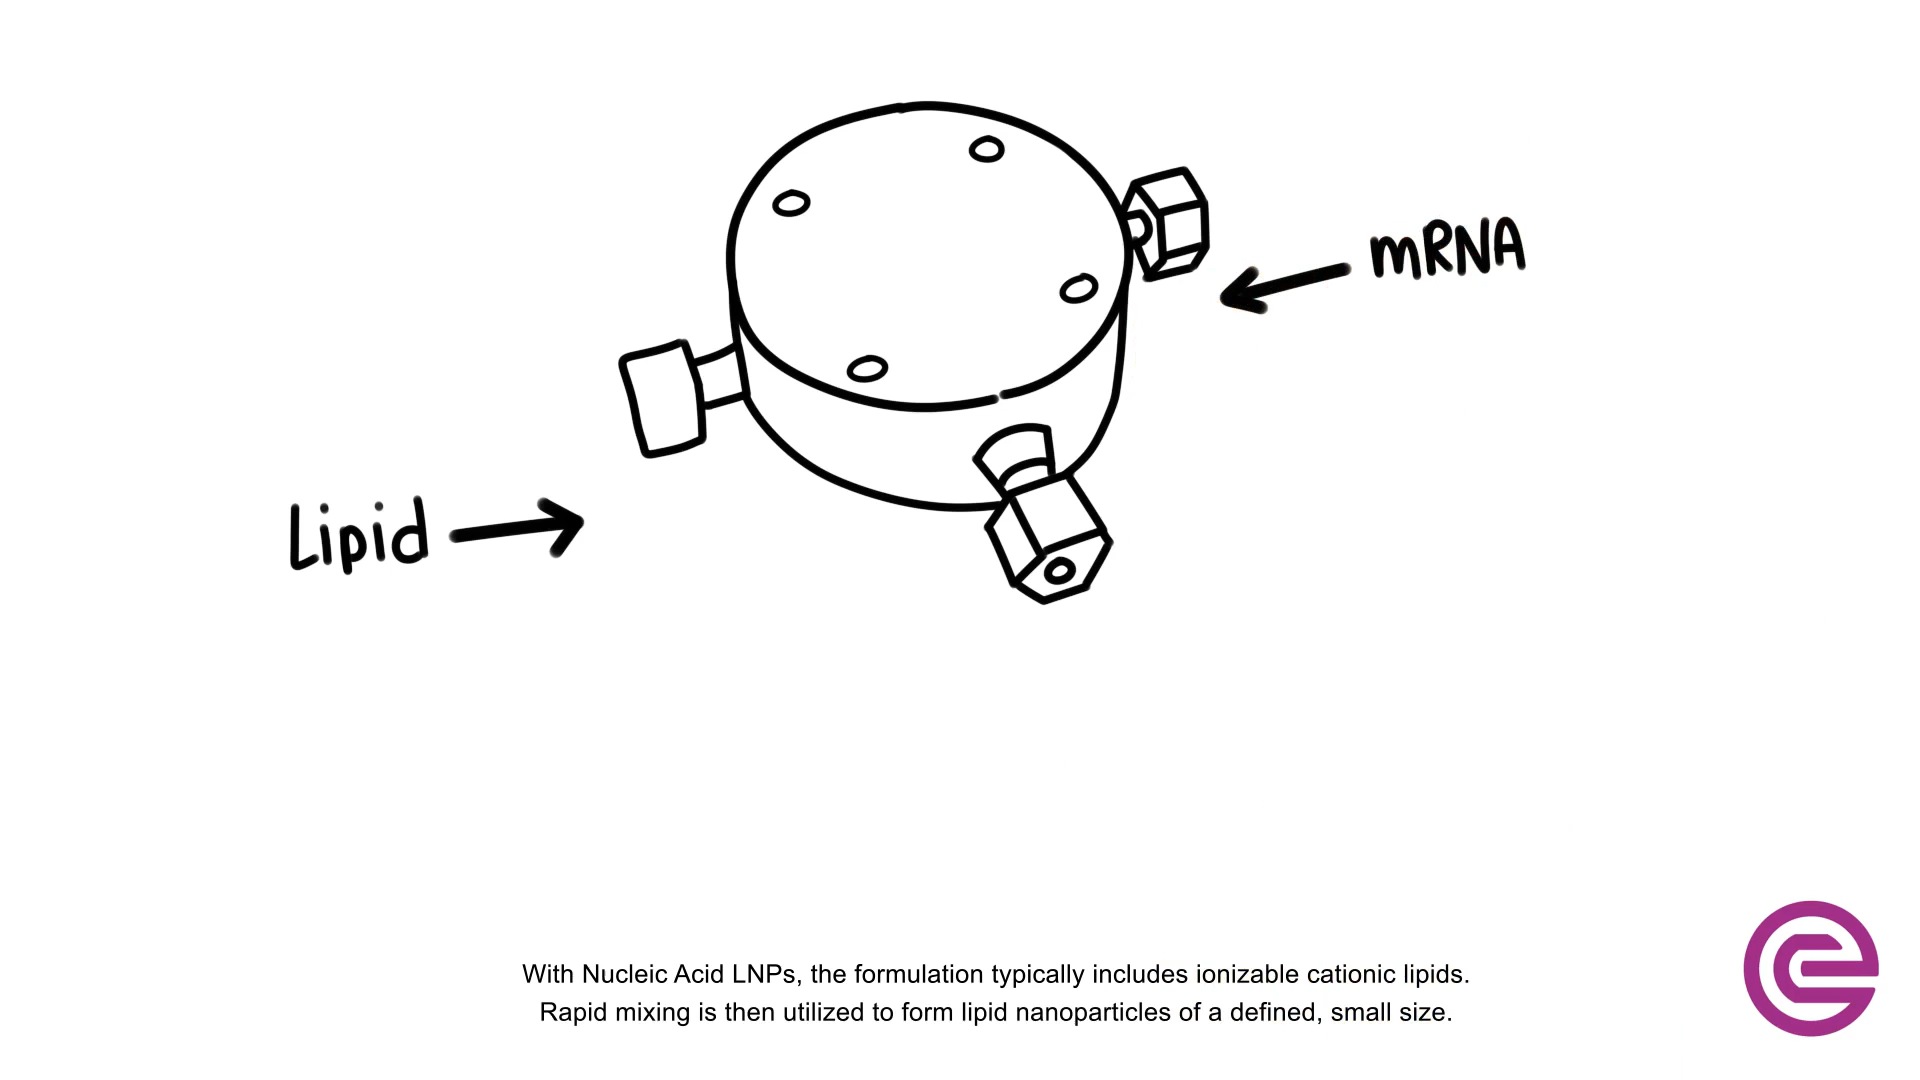 mRNA
Lipid
With Nucleic Acid LNPs, the formulation typically includes ionizable cationic lipids.
Rapid mixing is then utilized to form lipid nanoparticles of a defined, small size.